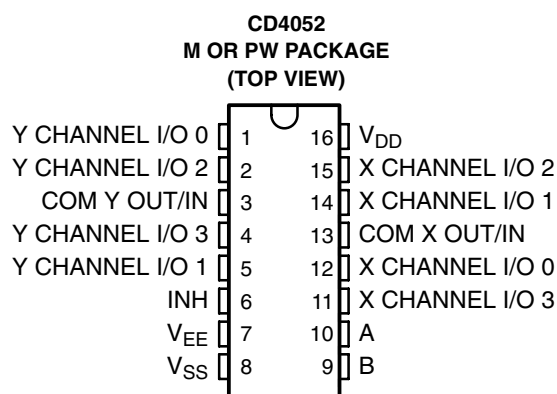 CD4052
M OR PW PACKAGE
(TOP VIEW)
Y CHANNEL I/O 0 1 16 VDD
Y CHANNEL I/O 2 2 15 X CHANNEL I/O 2
COM Y OUT/IN 3 14 X CHANNEL I/O 1
Y CHANNEL I/O 3 4 13 COM X OUT/IN
Y CHANNEL I/O 1 5 12 X CHANNEL I/O 0
INH 6 11 X CHANNEL I/O 3
VEE 7 10 A
VSS 8 9 B